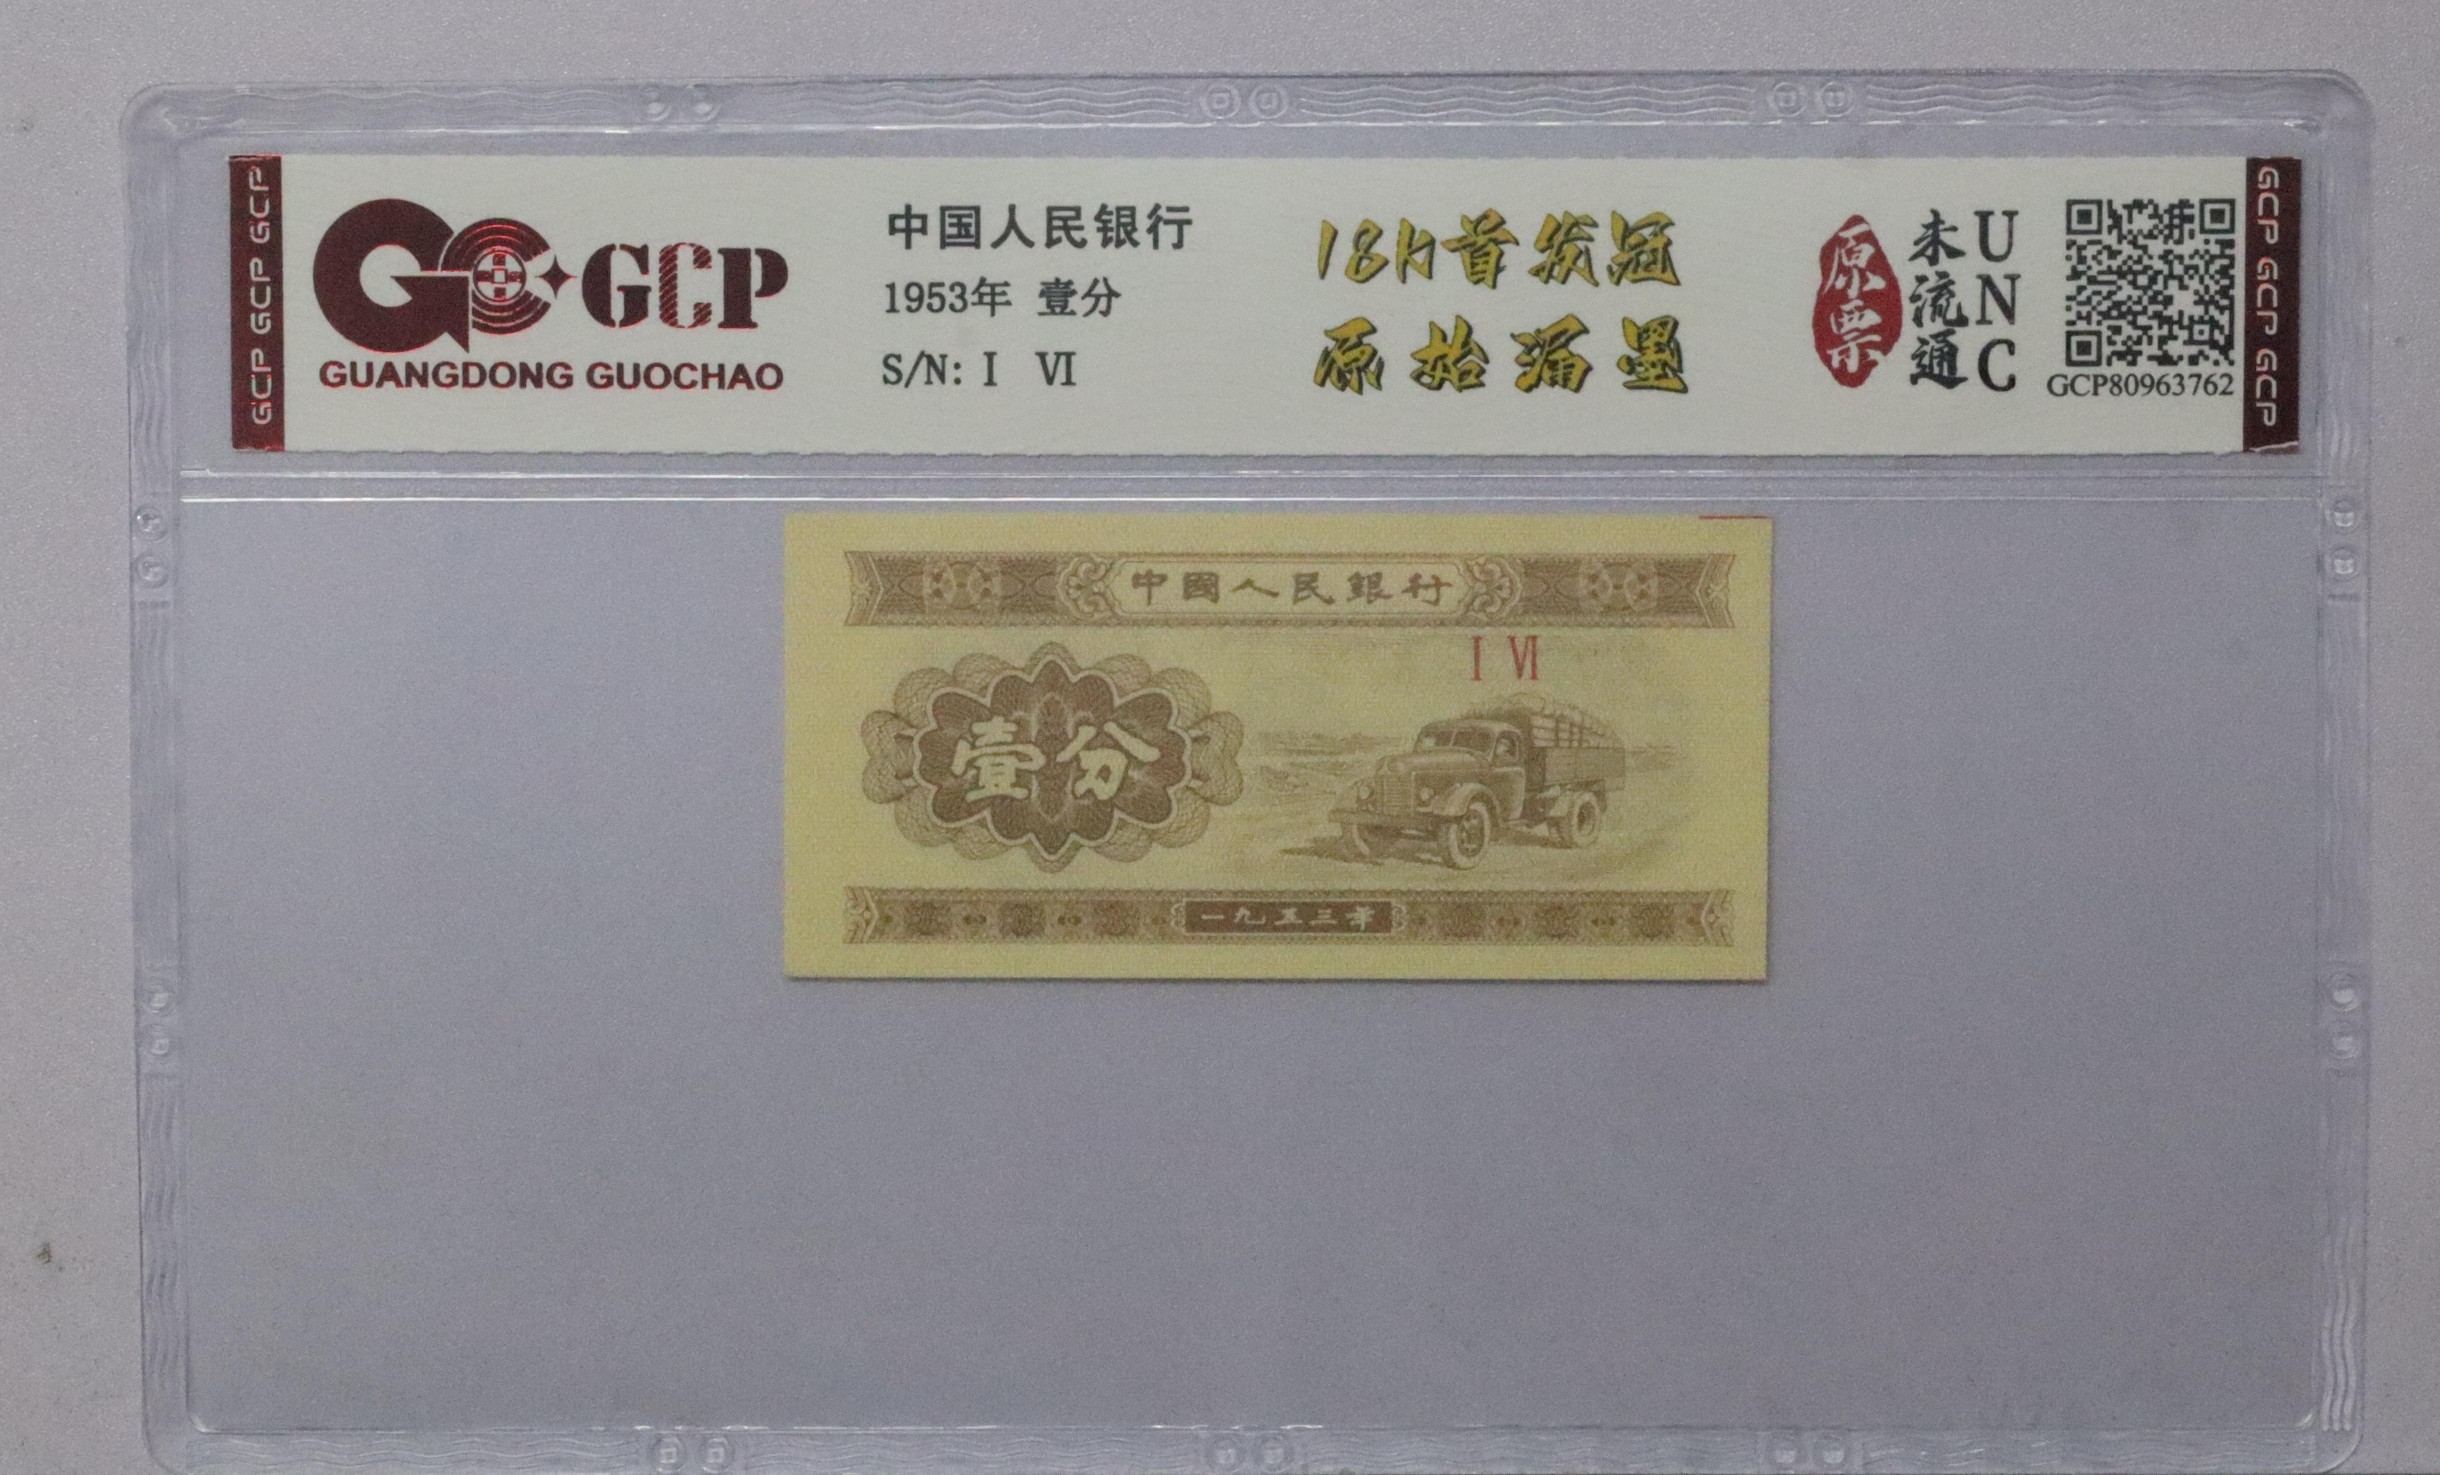 GCP GCP GCP
GCP
GUANGDONG GUOCHAO
中国人民银行
1953年 壹分
S/N: I VI
18k首发冠
原始漏墨
原票
未流通
UNC
GCP80963762
GCP GCP GCP
中國人民銀行
I VI
壹分
一九五三年